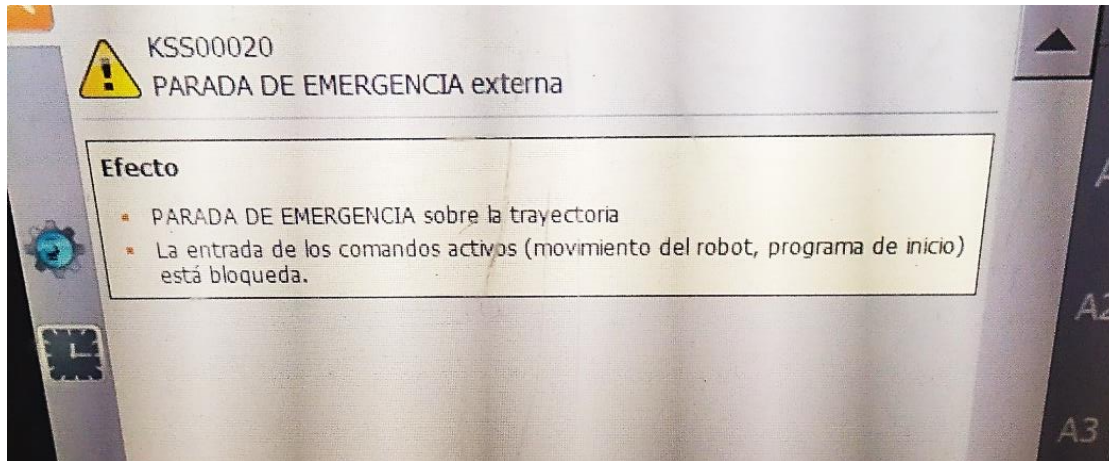 KSS00020
PARADA DE EMERGENCIA externa
Efecto
PARADA DE EMERGENCIA sobre la trayectoria
La entrada de los comandos activos (movimiento del robot, programa de inicio)
está bloqueda.
A2
A3